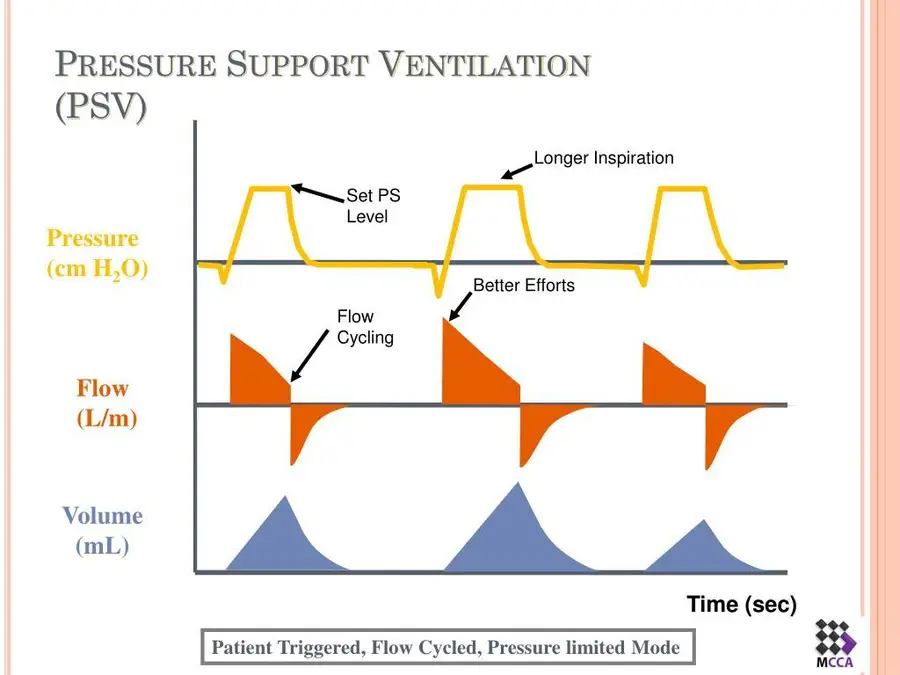 PRESSURE SUPPORT VENTILATION
(PSV)
Longer Inspiration
Set PS
Level
Pressure
(cm H₂O)
Better Efforts
Flow
Cycling
Flow
(L/m)
Volume
(mL)
Time (sec)
Patient Triggered, Flow Cycled, Pressure limited Mode
MCCA